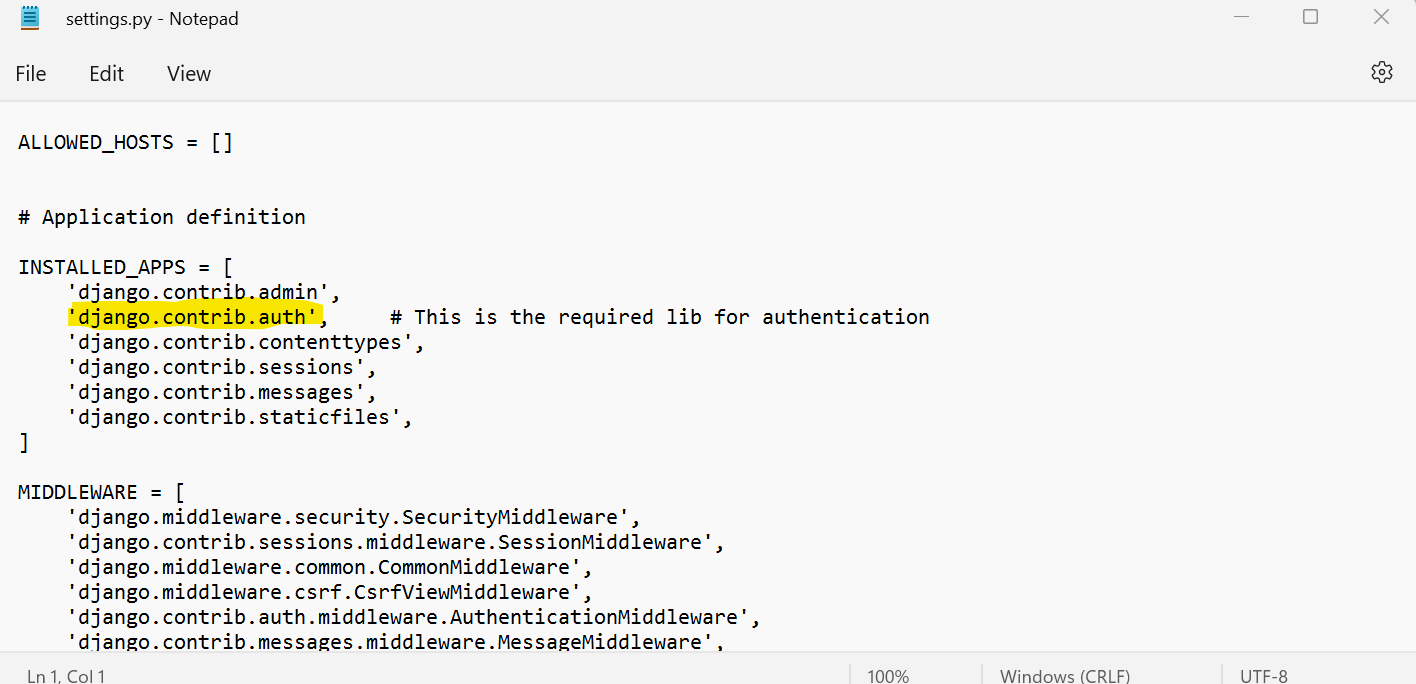 settings.py - Notepad
File Edit View
ALLOWED_HOSTS = []
# Application definition
INSTALLED_APPS = [
    'django.contrib.admin',
    'django.contrib.auth',     # This is the required lib for authentication
    'django.contrib.contenttypes',
    'django.contrib.sessions',
    'django.contrib.messages',
    'django.contrib.staticfiles',
]
MIDDLEWARE = [
    'django.middleware.security.SecurityMiddleware',
    'django.contrib.sessions.middleware.SessionMiddleware',
    'django.middleware.common.CommonMiddleware',
    'django.middleware.csrf.CsrfViewMiddleware',
    'django.contrib.auth.middleware.AuthenticationMiddleware',
    'django.contrib.messages.middleware.MessageMiddleware',
Ln 1, Col 1 100% Windows (CRLF) UTF-8